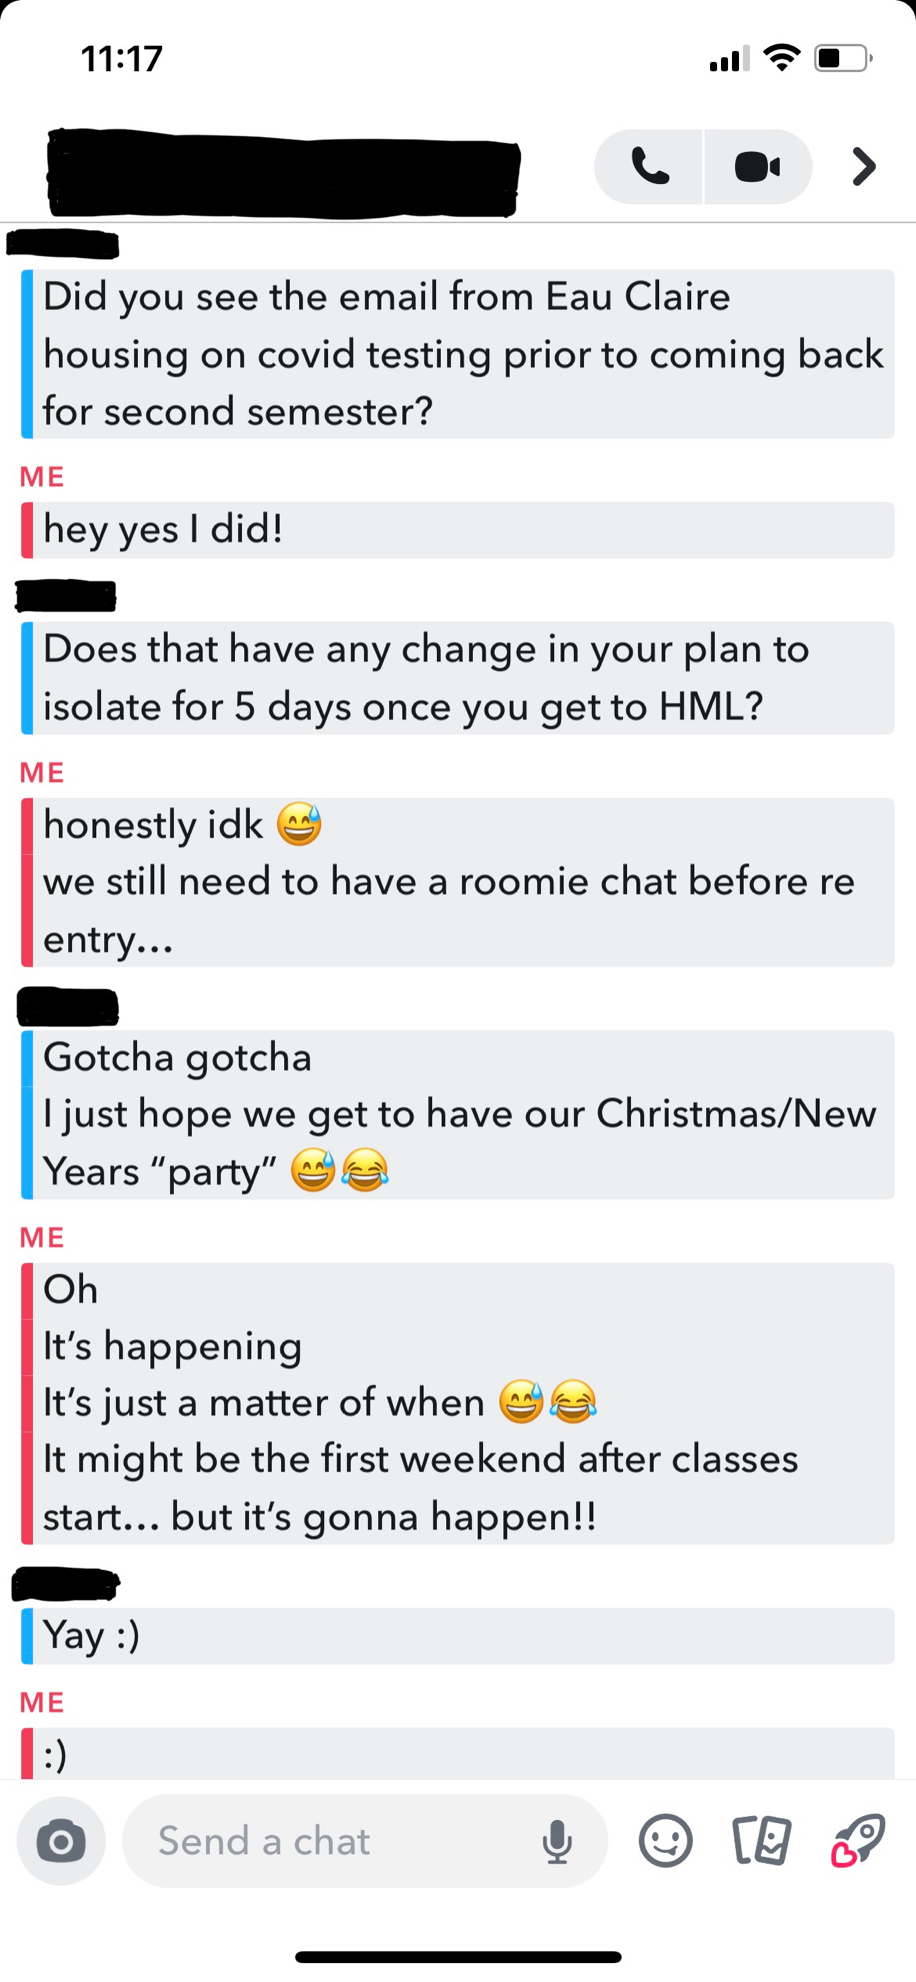 11:17
Did you see the email from Eau Claire
housing on covid testing prior to coming back
for second semester?
ME
hey yes I did!
Does that have any change in your plan to
isolate for 5 days once you get to HML?
ME
honestly idk 😅
we still need to have a roomie chat before re
entry...
Gotcha gotcha
I just hope we get to have our Christmas/New
Years “party” 😅😂
ME
Oh
It’s happening
It’s just a matter of when 😅😂
It might be the first weekend after classes
start... but it’s gonna happen!!
Yay :)
ME
:)
Send a chat